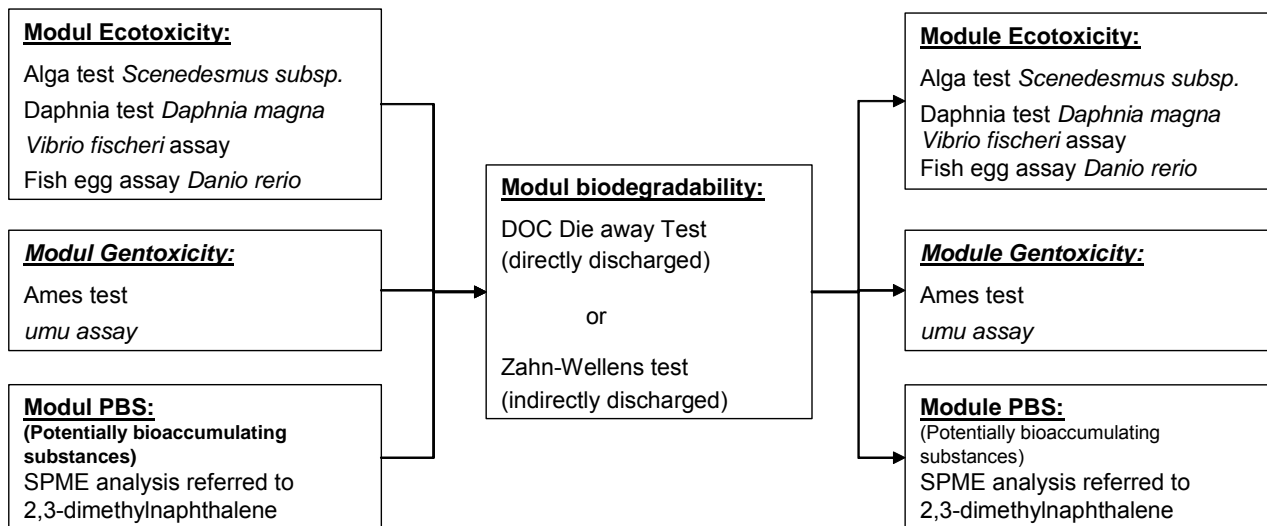 Modul Ecotoxicity:
Alga test Scenedesmus subsp.
Daphnia test Daphnia magna
Vibrio fischeri assay
Fish egg assay Danio rerio
Modul Gentoxicity:
Ames test
umu assay
Modul PBS:
(Potentially bioaccumulating
substances)
SPME analysis referred to
2,3-dimethylnaphthalene
Modul biodegradability:
DOC Die away Test
(directly discharged)
or
Zahn-Wellens test
(indirectly discharged)
Module Ecotoxicity:
Alga test Scenedesmus subsp.
Daphnia test Daphnia magna
Vibrio fischeri assay
Fish egg assay Danio rerio
Module Gentoxicity:
Ames test
umu assay
Module PBS:
(Potentially bioaccumulating
substances)
SPME analysis referred to
2,3-dimethylnaphthalene